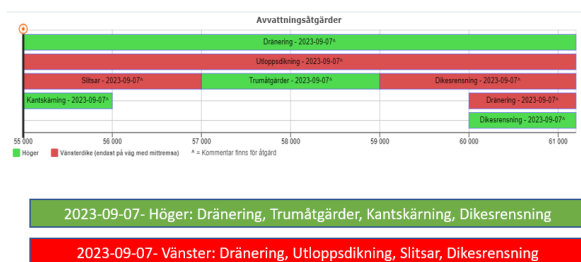 Avvattningsåtgärder
Dränering - 2023-09-07^
Utloppsdikning - 2023-09-07^
Slitsar - 2023-09-07^ Trumåtgärder - 2023-09-07^ Dikesrensning - 2023-09-07^
Kantskärning - 2023-09-07^ Dränering - 2023-09-07^
Dikesrensning - 2023-09-07^
55 000 56 000 57 000 58 000 59 000 60 000 61 000
Höger Vänsterdike (endast på väg med mittremsa) ^ = Kommentar finns för åtgärd
2023-09-07- Höger: Dränering, Trumåtgärder, Kantskärning, Dikesrensning
2023-09-07- Vänster: Dränering, Utloppsdikning, Slitsar, Dikesrensning